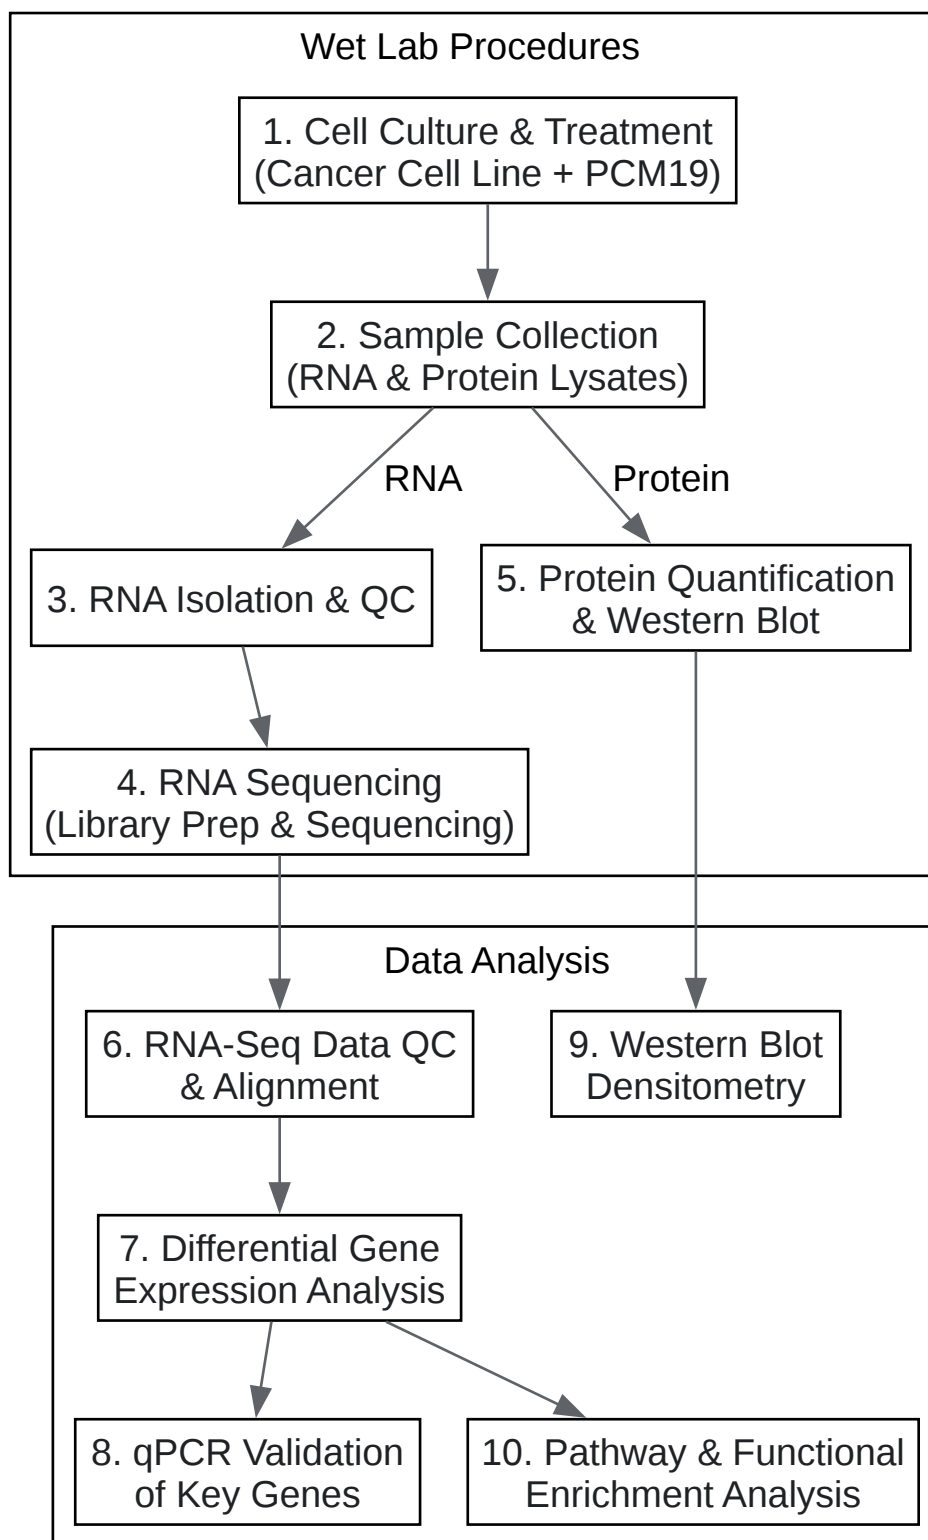 Wet Lab Procedures
1. Cell Culture & Treatment
(Cancer Cell Line + PCM19)
2. Sample Collection
(RNA & Protein Lysates)
RNA
Protein
3. RNA Isolation & QC
5. Protein Quantification
& Western Blot
4. RNA Sequencing
(Library Prep & Sequencing)
Data Analysis
6. RNA-Seq Data QC
& Alignment
9. Western Blot
Densitometry
7. Differential Gene
Expression Analysis
8. qPCR Validation
of Key Genes
10. Pathway & Functional
Enrichment Analysis